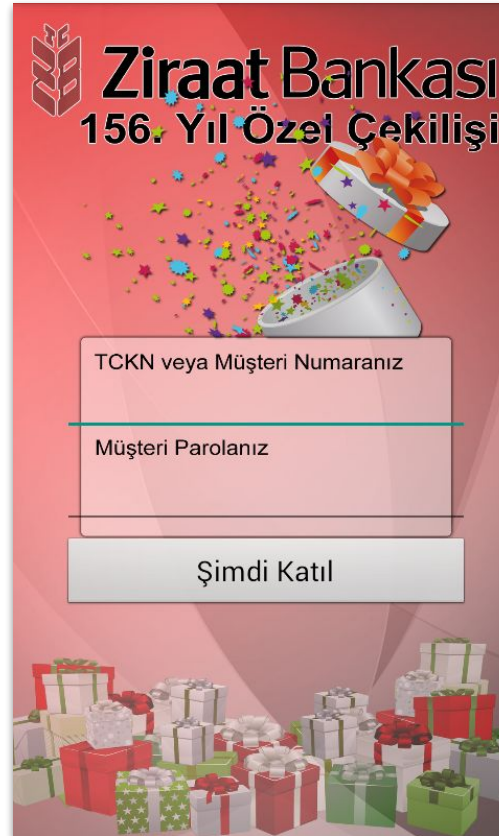 Ziraat Bankası
156. Yıl Özel Çekilişi
TCKN veya Müşteri Numaranız
Müşteri Parolanız
Şimdi Katıl